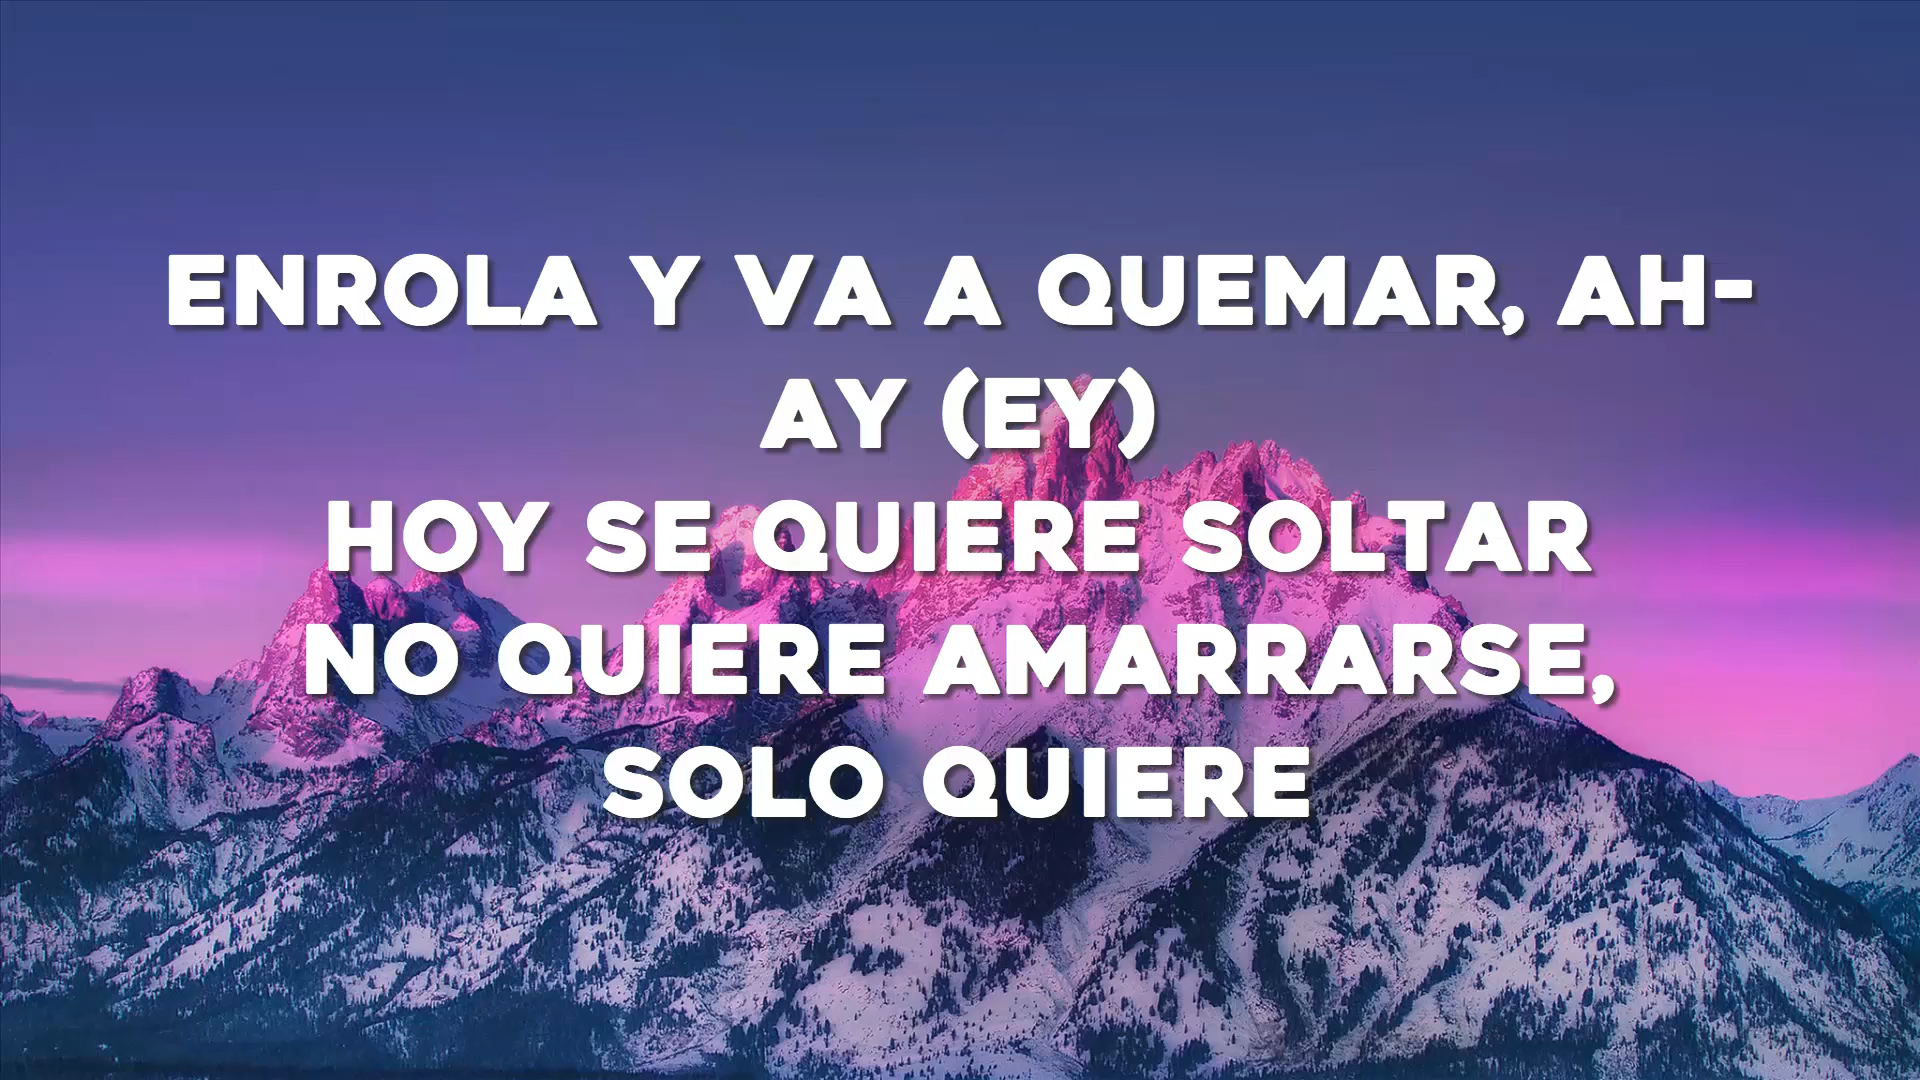 ENROLA Y VA A QUEMAR, AH-
AY (EY)
HOY SE QUIERE SOLTAR
NO QUIERE AMARRARSE,
SOLO QUIERE